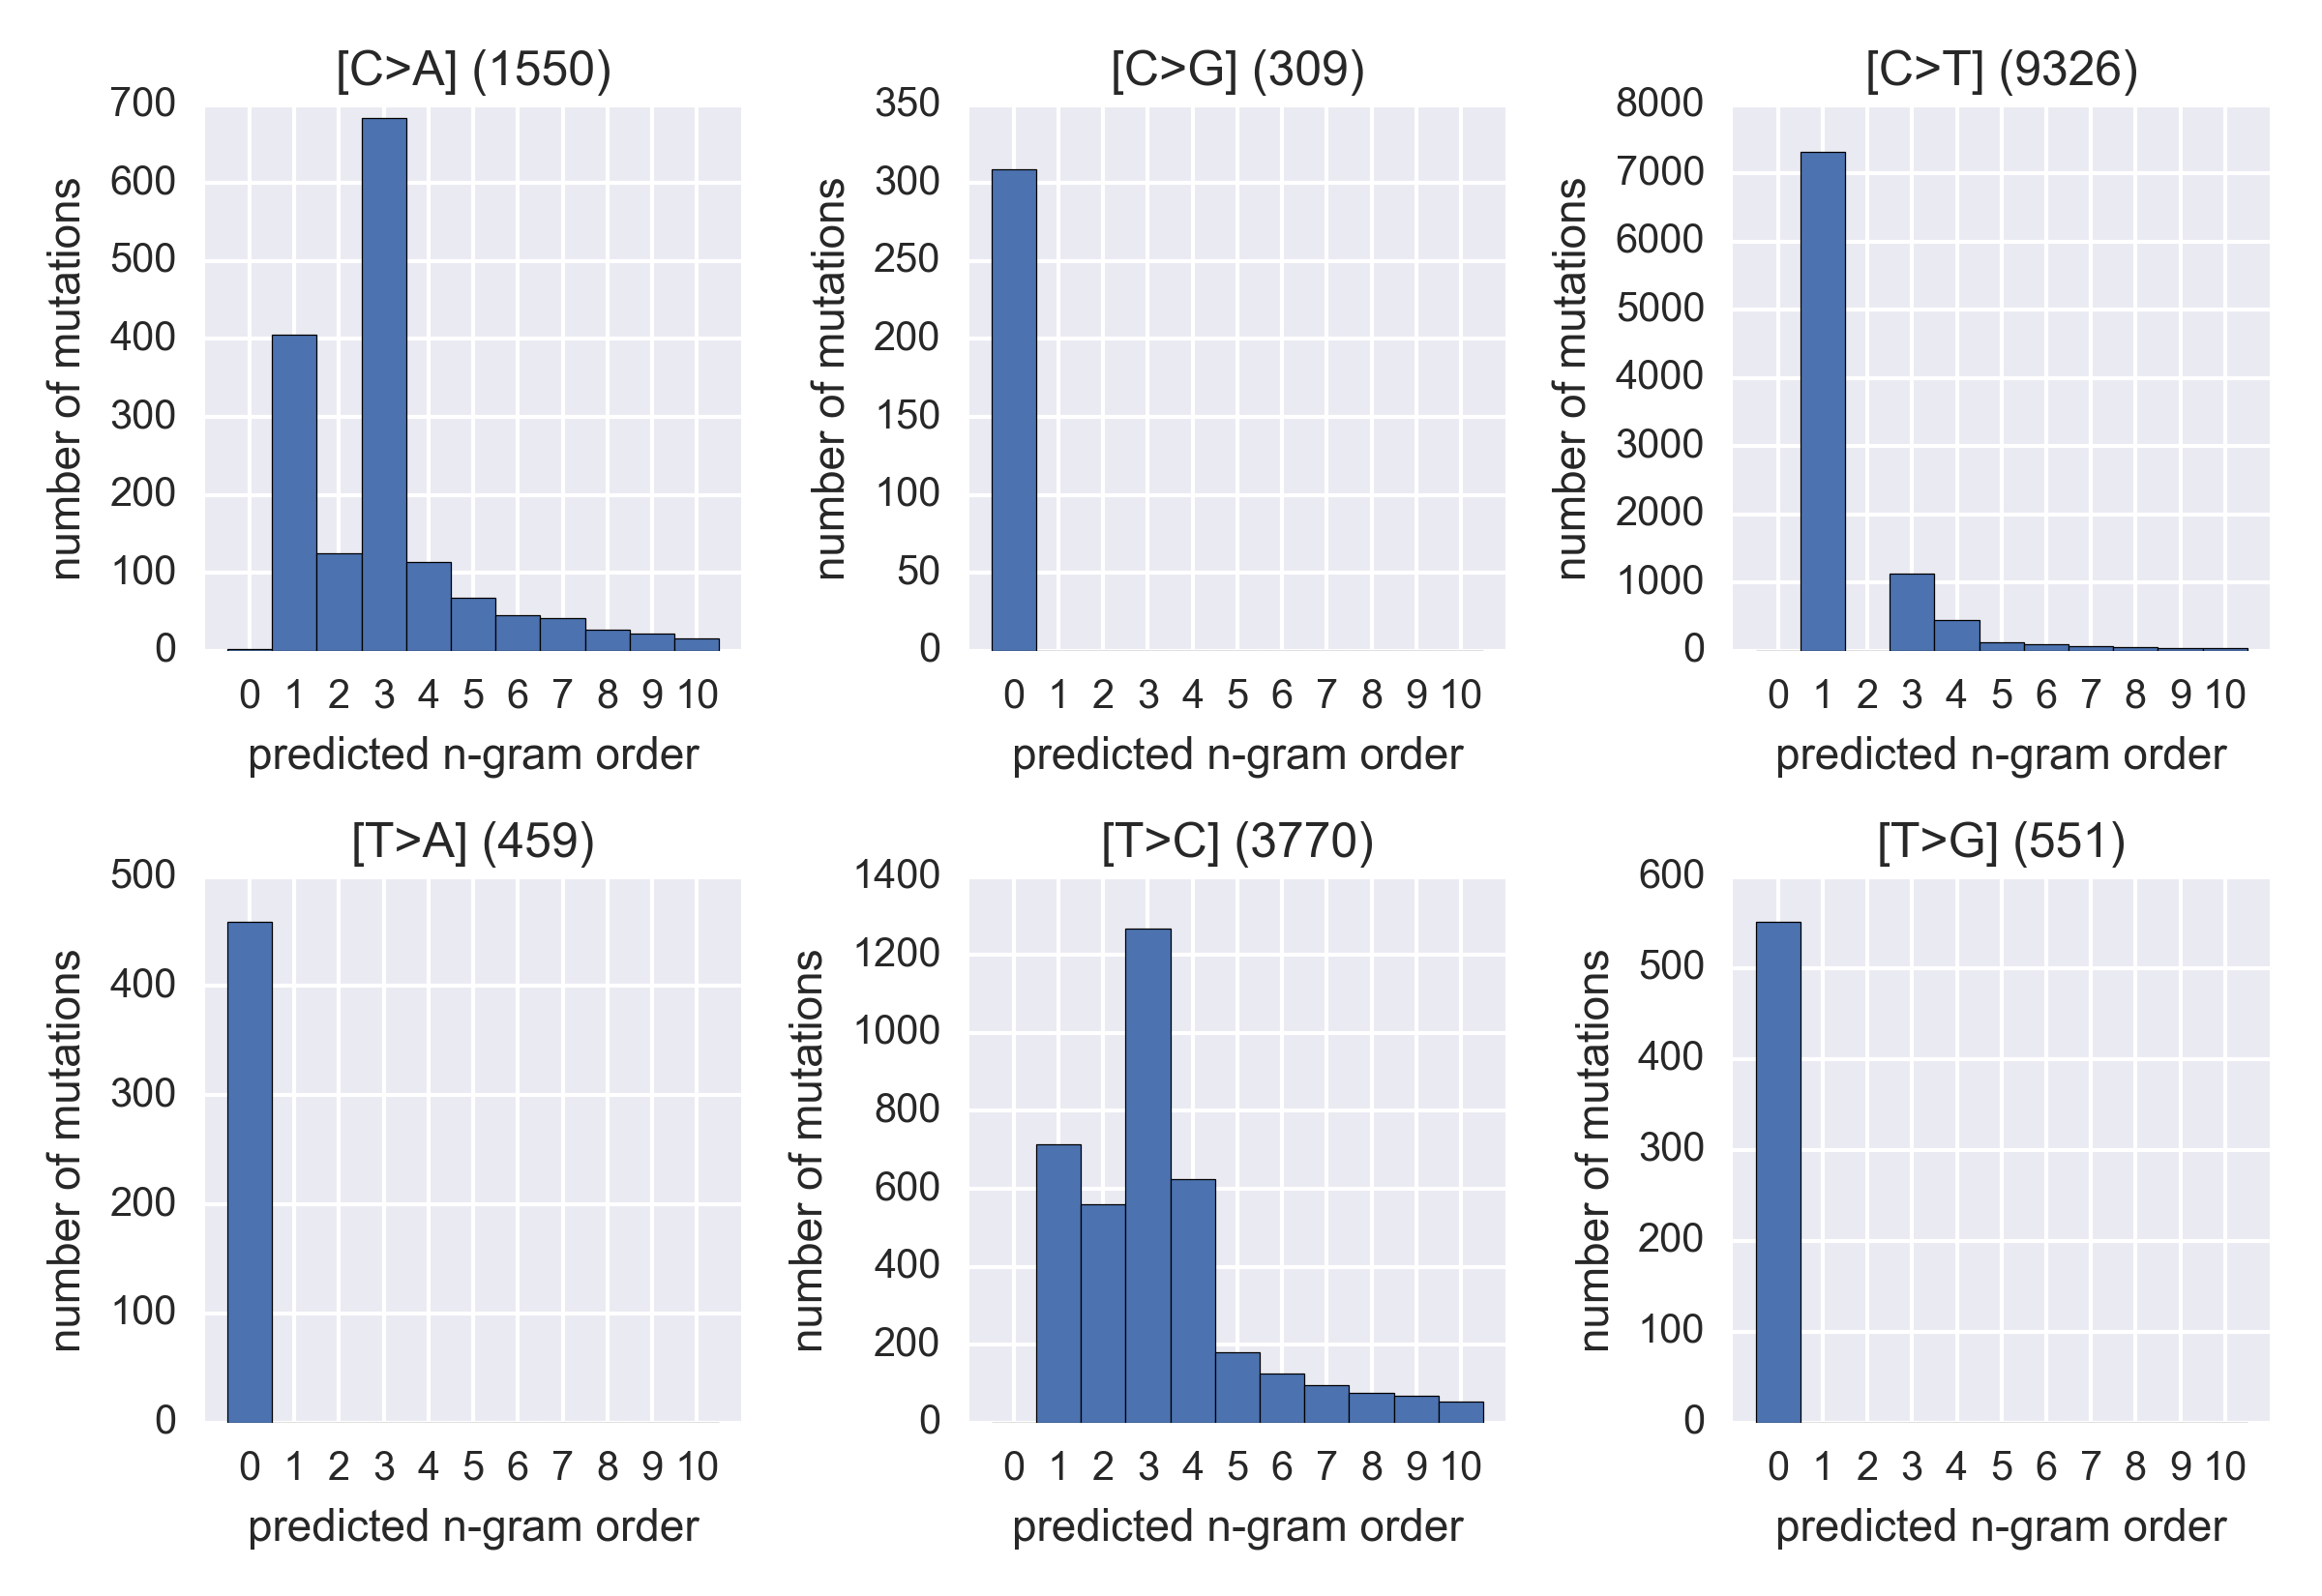 [C>A] (1550)
number of mutations
700
600
500
400
300
200
100
0
0 1 2 3 4 5 6 7 8 9 10
predicted n-gram order
[C>G] (309)
number of mutations
350
300
250
200
150
100
50
0
0 1 2 3 4 5 6 7 8 9 10
predicted n-gram order
[C>T] (9326)
number of mutations
8000
7000
6000
5000
4000
3000
2000
1000
0
0 1 2 3 4 5 6 7 8 9 10
predicted n-gram order
[T>A] (459)
number of mutations
500
400
300
200
100
0
0 1 2 3 4 5 6 7 8 9 10
predicted n-gram order
[T>C] (3770)
number of mutations
1400
1200
1000
800
600
400
200
0
0 1 2 3 4 5 6 7 8 9 10
predicted n-gram order
[T>G] (551)
number of mutations
600
500
400
300
200
100
0
0 1 2 3 4 5 6 7 8 9 10
predicted n-gram order